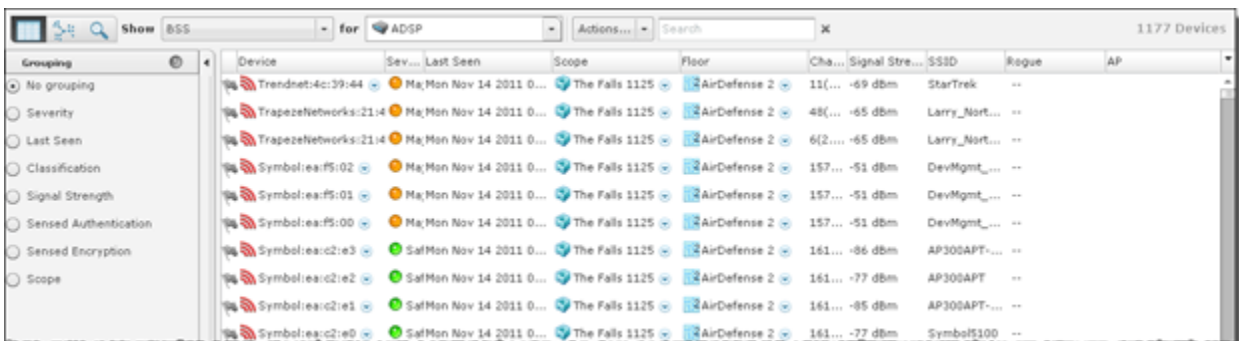 Show BSS for ADSP Actions... Search x 1177 Devices
Grouping Device Sev... Last Seen Scope Floor Cha... Signal Stre... SSID Rogue AP
No grouping Trendnet:4c:39:44 Ma Mon Nov 14 2011 0... The Falls 1125 AirDefense 2 11(... -69 dBm StarTrek --
Severity TrapezeNetworks:21:4 Ma Mon Nov 14 2011 0... The Falls 1125 AirDefense 2 48(... -65 dBm Larry_Nort... --
Last Seen TrapezeNetworks:21:4 Ma Mon Nov 14 2011 0... The Falls 1125 AirDefense 2 6(2... -65 dBm Larry_Nort... --
Classification Symbol:ea:f5:02 Ma Mon Nov 14 2011 0... The Falls 1125 AirDefense 2 157... -51 dBm DevMgmt_... --
Signal Strength Symbol:ea:f5:01 Ma Mon Nov 14 2011 0... The Falls 1125 AirDefense 2 157... -51 dBm DevMgmt_... --
Sensed Authentication Symbol:ea:f5:00 Ma Mon Nov 14 2011 0... The Falls 1125 AirDefense 2 157... -51 dBm DevMgmt_... --
Sensed Encryption Symbol:ea:c2:e3 Saf Mon Nov 14 2011 0... The Falls 1125 AirDefense 2 161... -86 dBm AP300APT-... --
Scope Symbol:ea:c2:e2 Saf Mon Nov 14 2011 0... The Falls 1125 AirDefense 2 161... -77 dBm AP300APT --
Symbol:ea:c2:e1 Saf Mon Nov 14 2011 0... The Falls 1125 AirDefense 2 161... -85 dBm AP300APT-... --
Symbol:ea:c2:e0 Saf Mon Nov 14 2011 0... The Falls 1125 AirDefense 2 161... -77 dBm Symbol5100 --